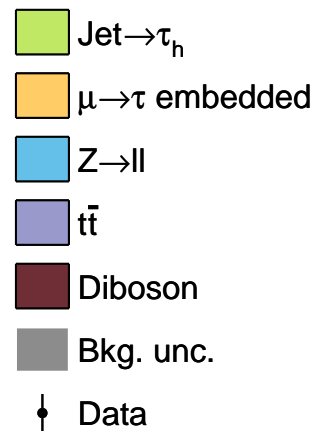 Jet→τh
μ→τ embedded
Z→ll
tt̄
Diboson
Bkg. unc.
Data